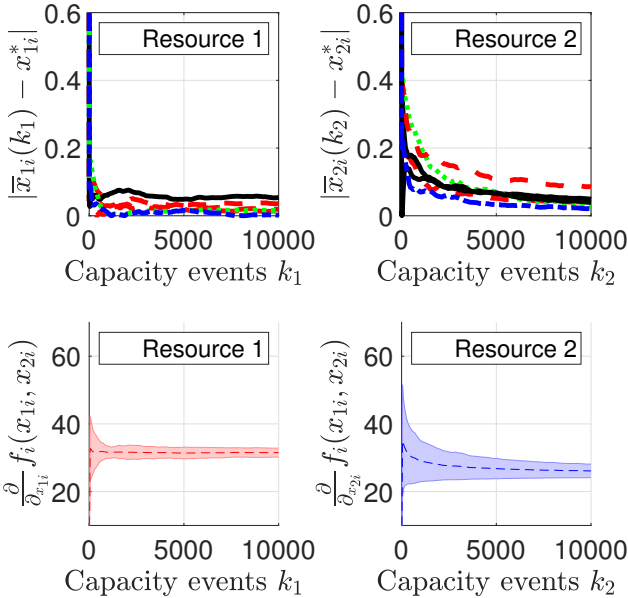 0.6
0.4
0.2
0
|x̅₁ᵢ(k₁) − x*₁ᵢ|
Resource 1
0 5000 10000
Capacity events k₁
0.6
0.4
0.2
0
|x̅₂ᵢ(k₂) − x*₂ᵢ|
Resource 2
0 5000 10000
Capacity events k₂
60
40
20
∂/∂ₓ₁ᵢ fᵢ(x₁ᵢ, x₂ᵢ)
Resource 1
0 5000 10000
Capacity events k₁
60
40
20
∂/∂ₓ₂ᵢ fᵢ(x₁ᵢ, x₂ᵢ)
Resource 2
0 5000 10000
Capacity events k₂